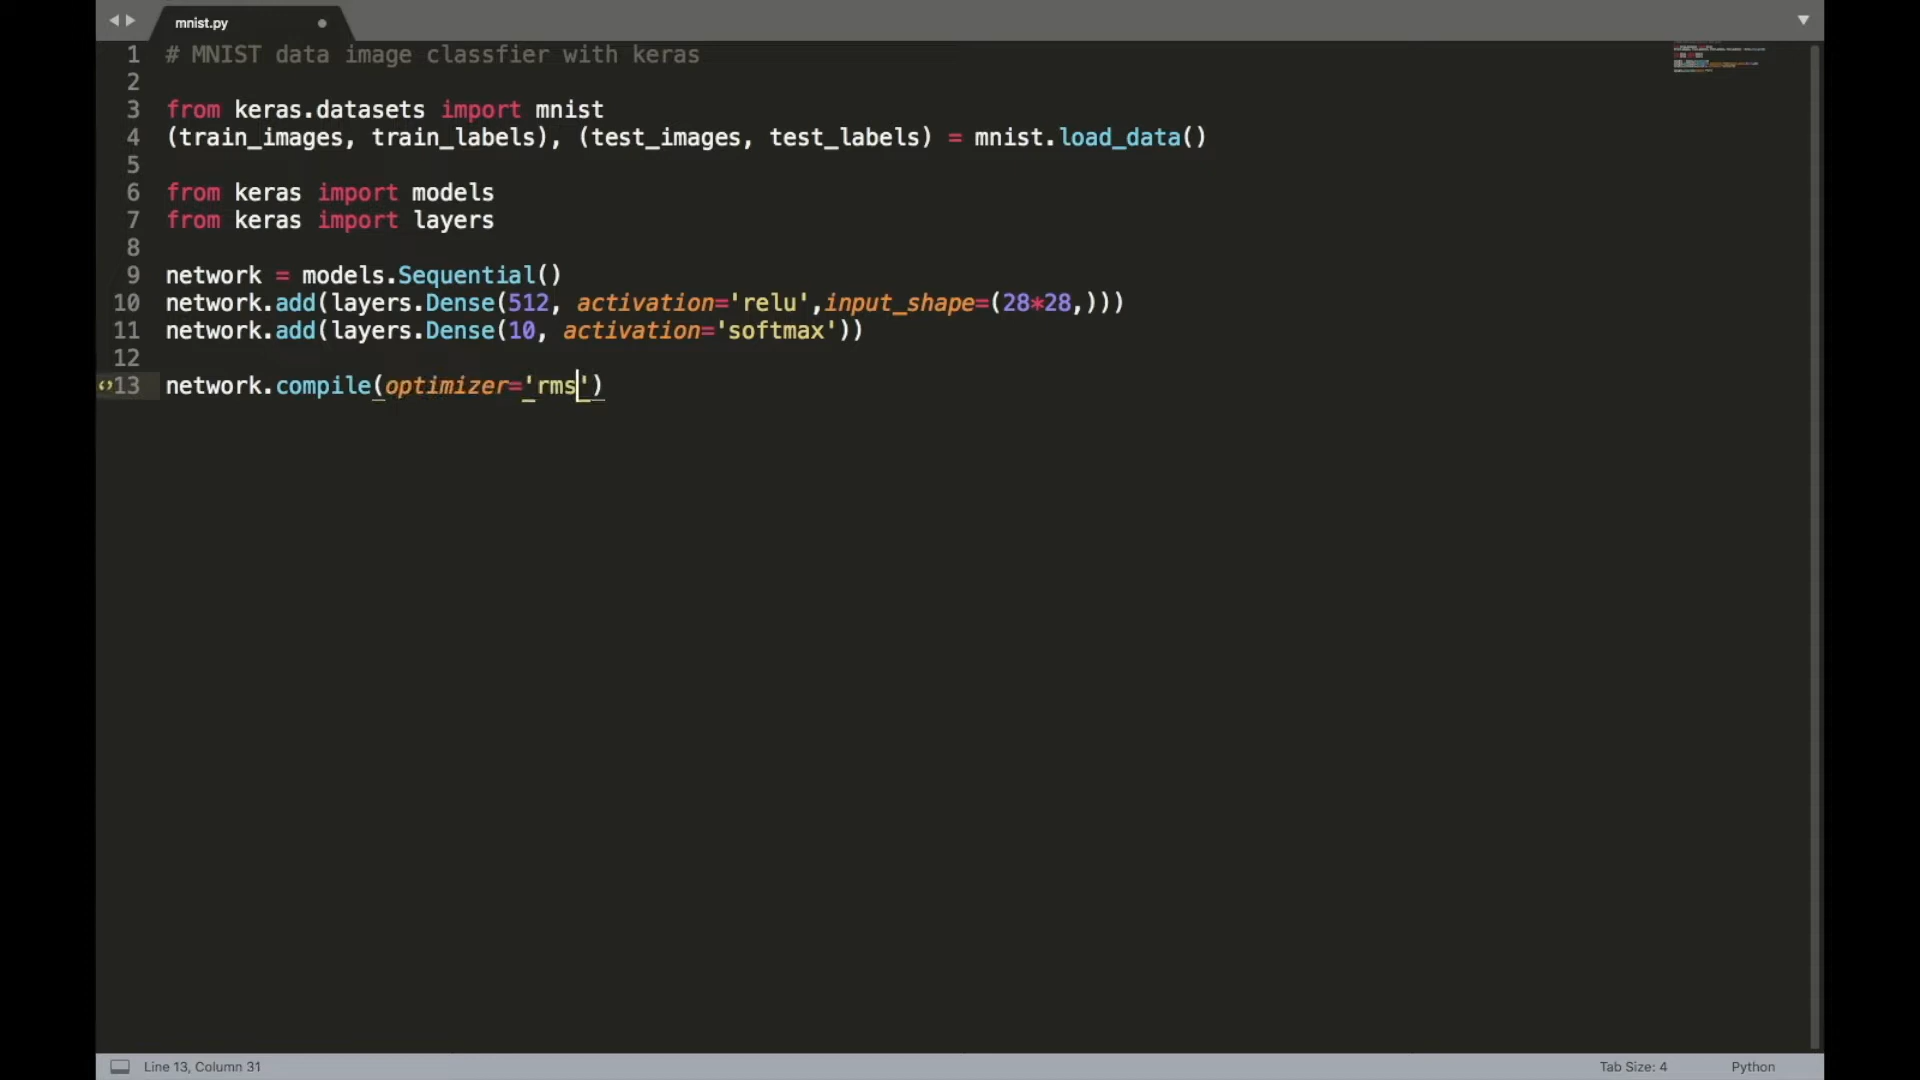 mnist.py
1 # MNIST data image classfier with keras
2
3 from keras.datasets import mnist
4 (train_images, train_labels), (test_images, test_labels) = mnist.load_data()
5
6 from keras import models
7 from keras import layers
8
9 network = models.Sequential()
10 network.add(layers.Dense(512, activation='relu',input_shape=(28*28,)))
11 network.add(layers.Dense(10, activation='softmax'))
12
13 network.compile(optimizer='rms')
Line 13, Column 31 Tab Size: 4 Python